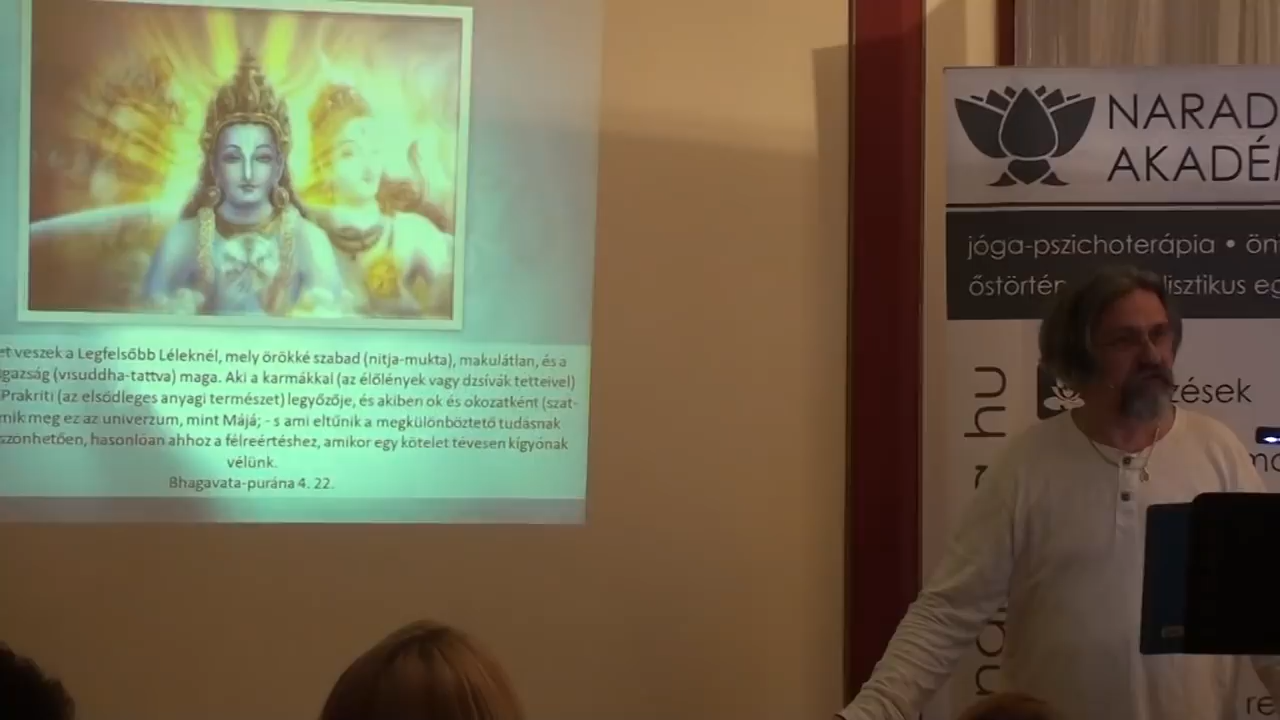 et veszek a Legfelsőbb Léleknél, mely örökké szabad (nitja-mukta), makulátlan, és a
gazság (visuddha-tattva) maga. Aki a karmákkal (az élőlények vagy dzsívák tetteivel)
Prakriti (az elsődleges anyagi természet) legyőzője, és akiben ok és okozatként (szat-
mik meg ez az univerzum, mint Májá; - s ami eltűnik a megkülönböztető tudásnak
szönhetően, hasonlóan ahhoz a félreértéshez, amikor egy kötelet tévesen kígyónak
vélünk.
Bhagavata-purána 4. 22.
NARAD
AKADÉM
jóga-pszichoterápia • ön
őstörtén lisztikus eg
hu
zések
re